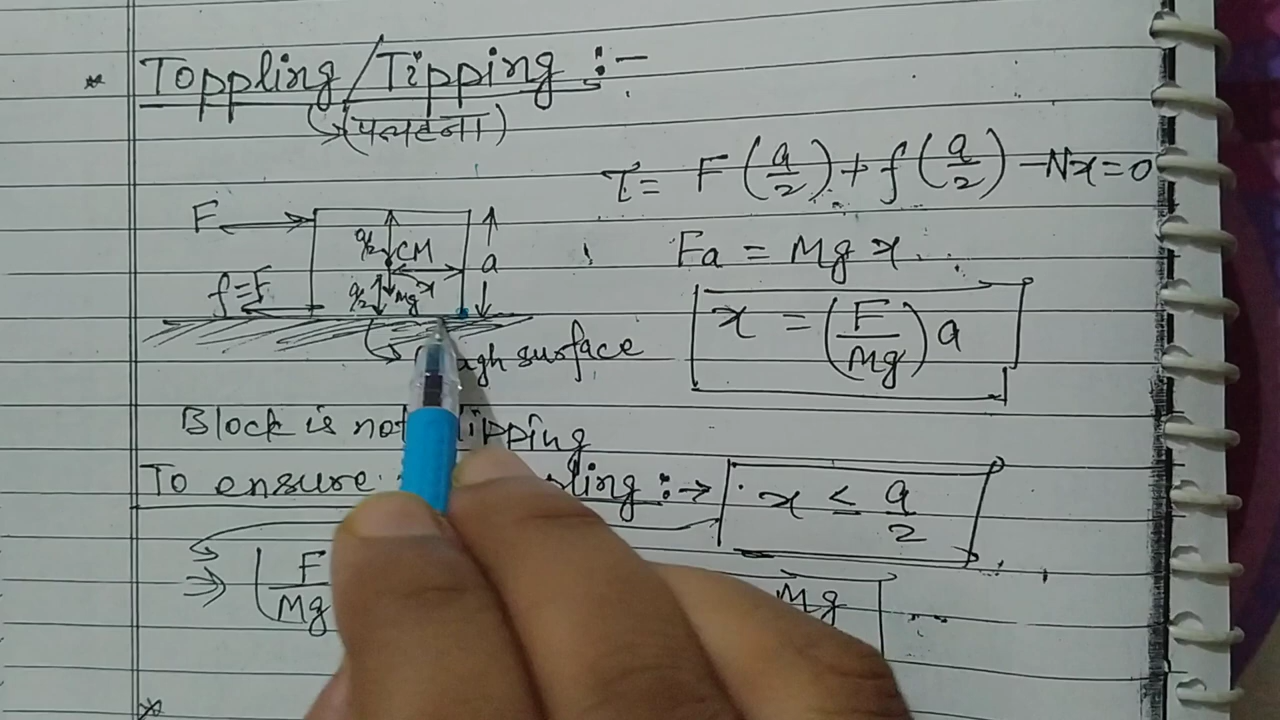 * Toppling/Tipping :-
(पलटना)
τ = F(a/2) + f(a/2) - Nx = 0
F a/2 CM a
Fa = Mg x
f=F a/2 Mg x
x = (F/Mg) a
surface
Block is not
To ensure :→ x ≤ a/2
⇒ F/Mg Mg